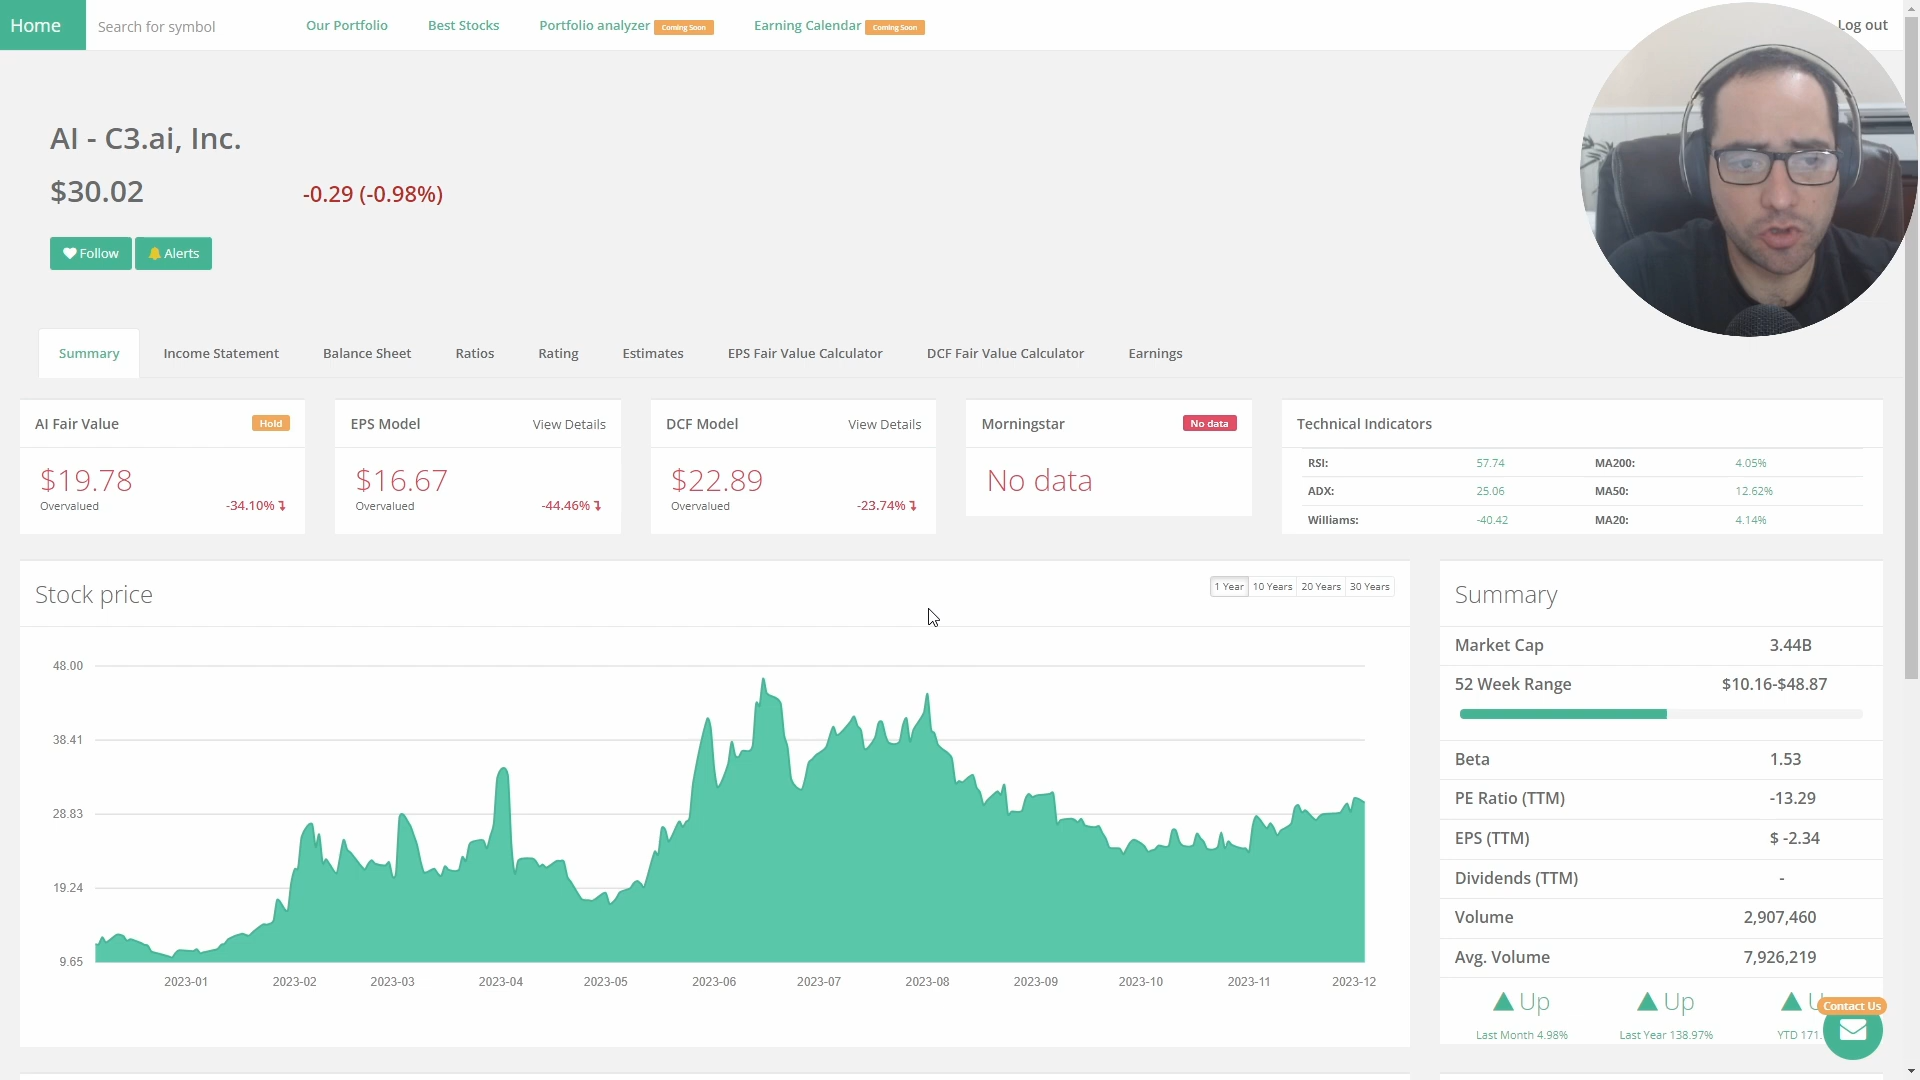 Home
Search for symbol
Our Portfolio
Best Stocks
Portfolio analyzer Coming Soon
Earning Calendar Coming Soon
Log out
AI - C3.ai, Inc.
$30.02
-0.29 (-0.98%)
Follow
Alerts
Summary
Income Statement
Balance Sheet
Ratios
Rating
Estimates
EPS Fair Value Calculator
DCF Fair Value Calculator
Earnings
AI Fair Value
Hold
$19.78
Overvalued
-34.10%
EPS Model
View Details
$16.67
Overvalued
-44.46%
DCF Model
View Details
$22.89
Overvalued
-23.74%
Morningstar
No data
No data
Technical Indicators
RSI: 57.74 MA200: 4.05%
ADX: 25.06 MA50: 12.62%
Williams: -40.42 MA20: 4.14%
Stock price
1 Year 10 Years 20 Years 30 Years
48.00
38.41
28.83
19.24
9.65
2023-01 2023-02 2023-03 2023-04 2023-05 2023-06 2023-07 2023-08 2023-09 2023-10 2023-11 2023-12
Summary
Market Cap 3.44B
52 Week Range $10.16-$48.87
Beta 1.53
PE Ratio (TTM) -13.29
EPS (TTM) $ -2.34
Dividends (TTM) -
Volume 2,907,460
Avg. Volume 7,926,219
Up Up
Last Month 4.98% Last Year 138.97% YTD 171.
Contact Us